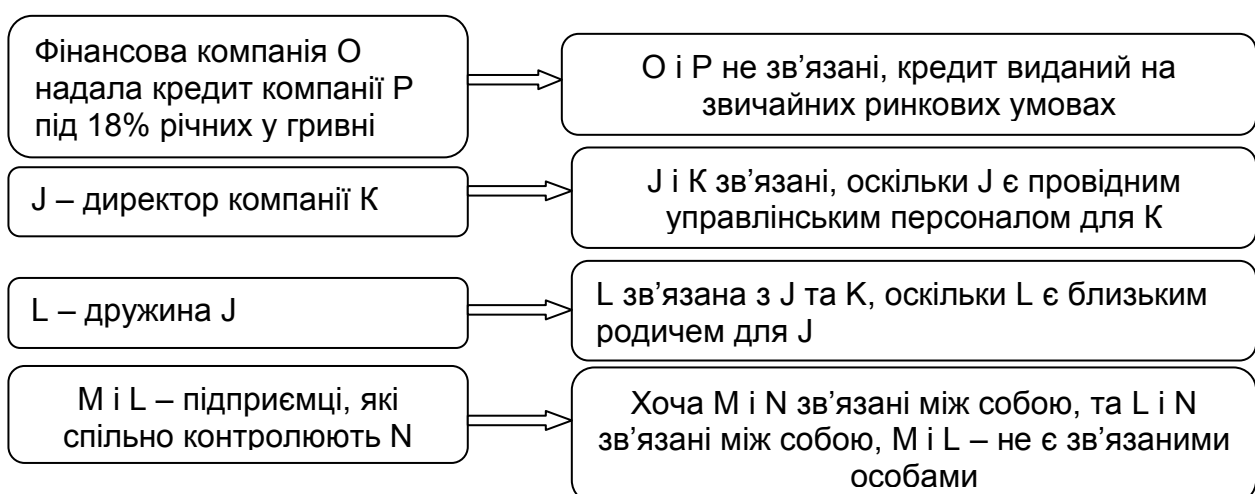 Фінансова компанія О
надала кредит компанії Р
під 18% річних у гривні
О і Р не зв’язані, кредит виданий на
звичайних ринкових умовах
J – директор компанії К
J і К зв’язані, оскільки J є провідним
управлінським персоналом для К
L – дружина J
L зв’язана з J та К, оскільки L є близьким
родичем для J
М і L – підприємці, які
спільно контролюють N
Хоча М і N зв’язані між собою, та L і N
зв’язані між собою, М і L – не є зв’язаними
особами